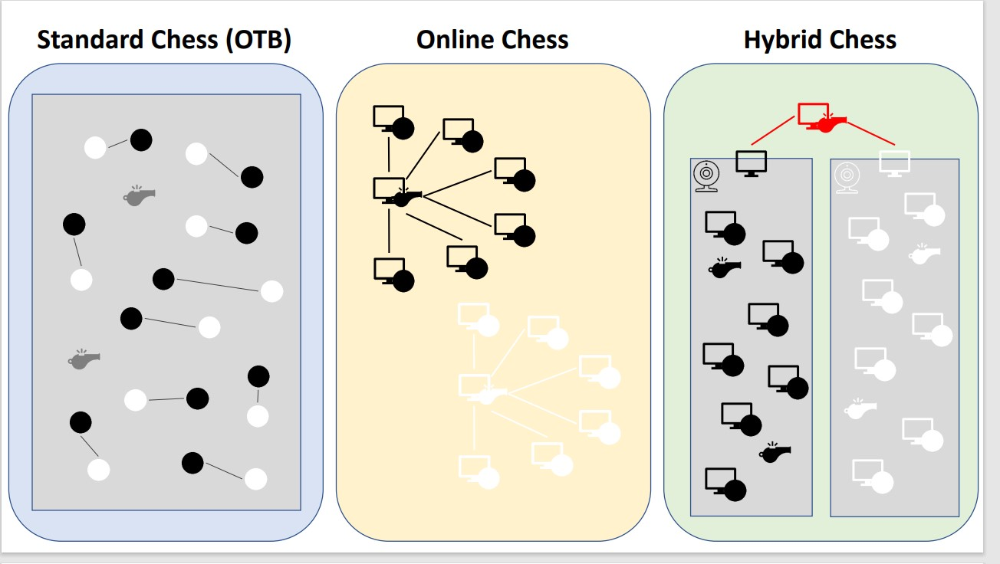 Standard Chess (OTB)
Online Chess
Hybrid Chess